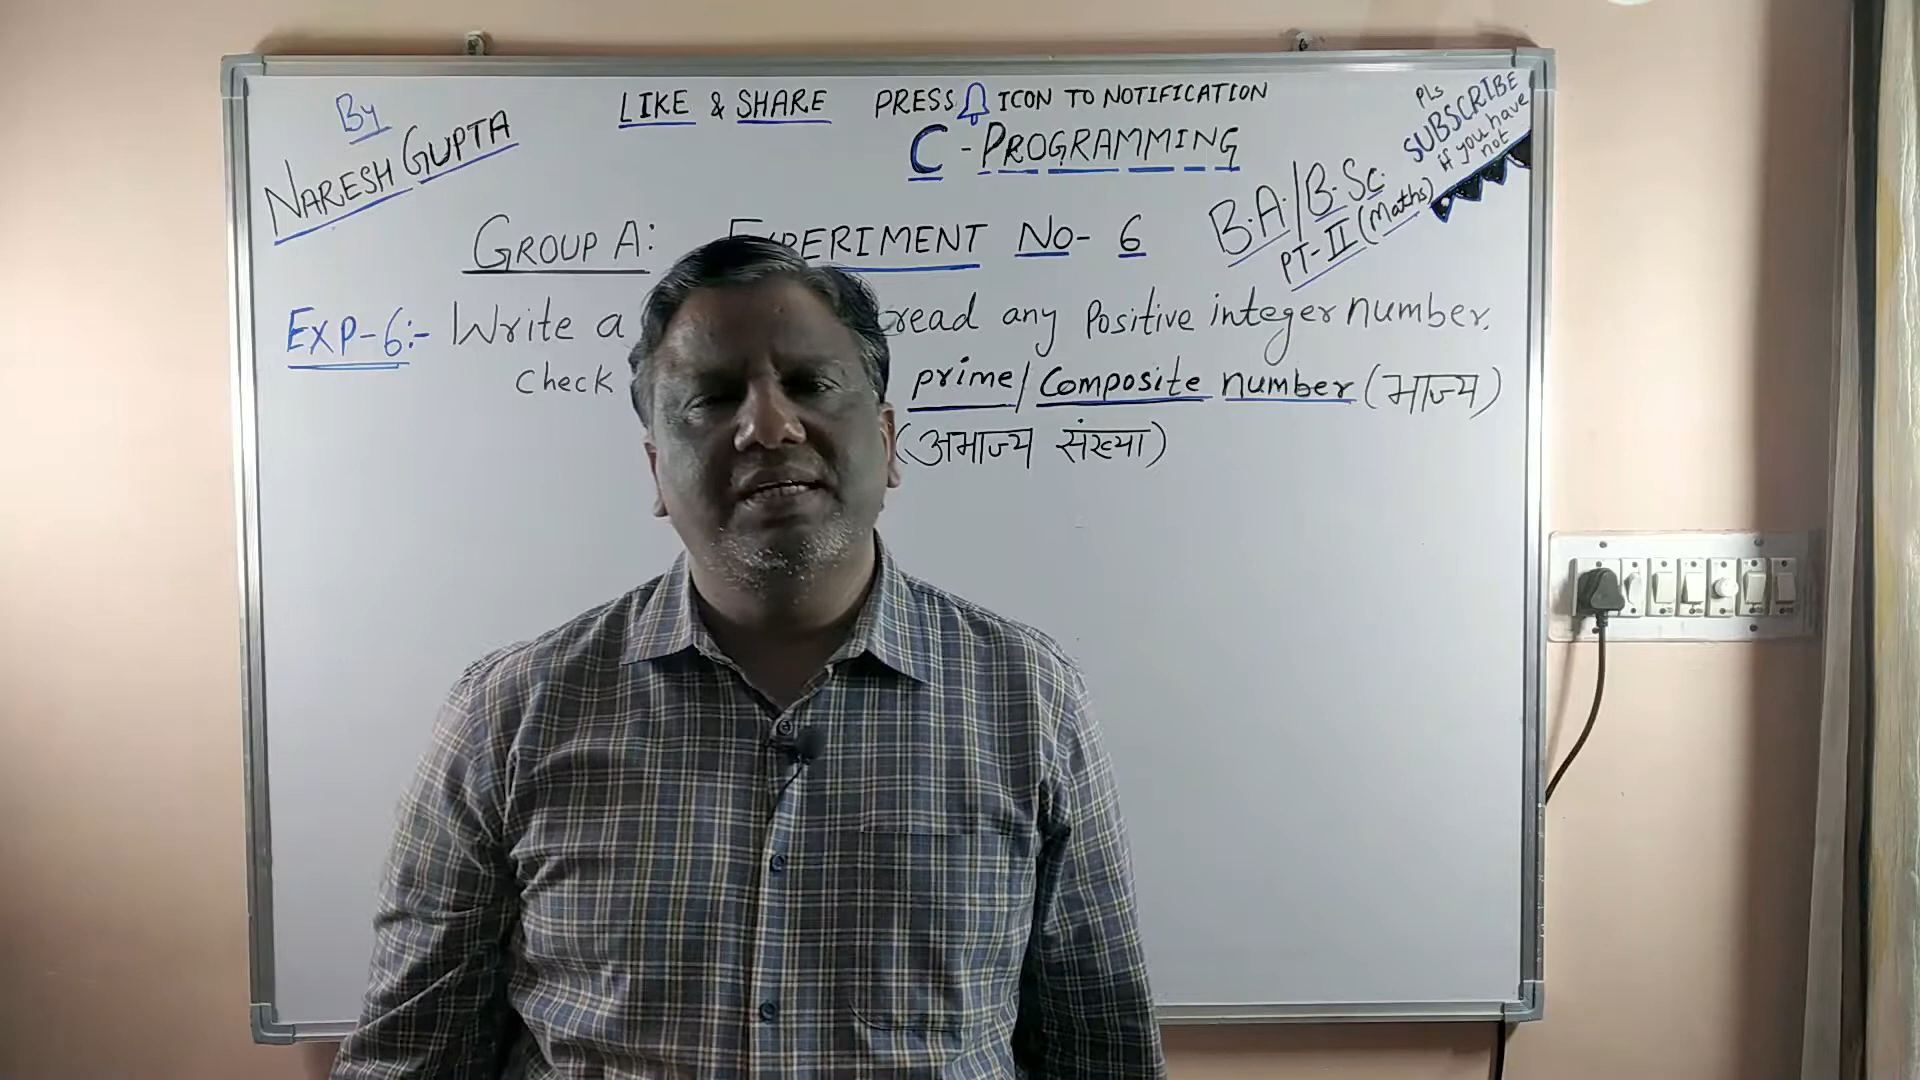 By
NARESH GUPTA
LIKE & SHARE PRESS ICON TO NOTIFICATION
C - PROGRAMMING
PLS
SUBSCRIBE
if you have
not
B.A./B.Sc.
PT-II (Maths)
GROUP A: EXPERIMENT NO- 6
EXP-6:- Write a read any Positive integer number.
check prime/Composite number (भाज्य)
(अभाज्य संख्या)